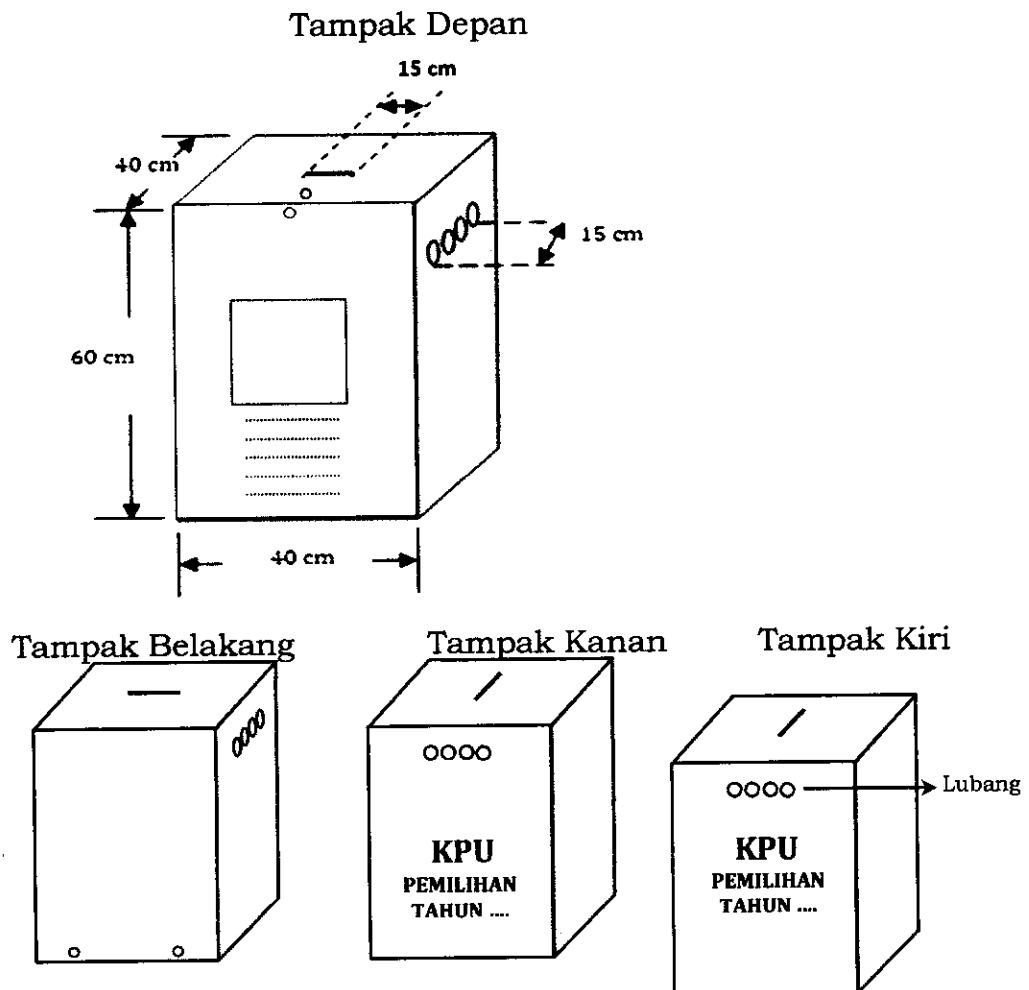 Tampak Depan
15 cm
40 cm
15 cm
60 cm
40 cm
Tampak Belakang
Tampak Kanan
Tampak Kiri
Lubang
KPU
PEMILIHAN
TAHUN ....
KPU
PEMILIHAN
TAHUN ....